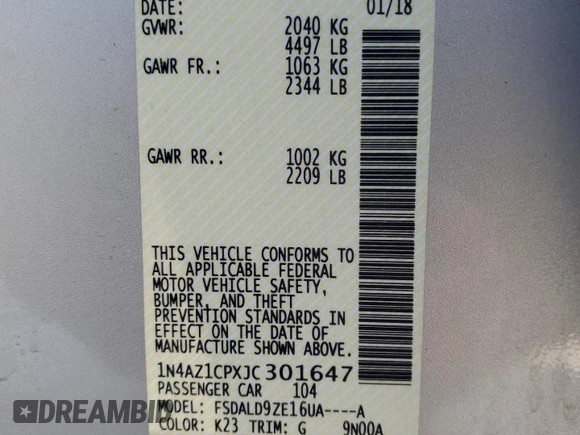 DATE: 01/18
GVWR: 2040 KG
4497 LB
GAWR FR.: 1063 KG
2344 LB
GAWR RR.: 1002 KG
2209 LB
THIS VEHICLE CONFORMS TO
ALL APPLICABLE FEDERAL
MOTOR VEHICLE SAFETY,
BUMPER, AND THEFT
PREVENTION STANDARDS IN
EFFECT ON THE DATE OF
MANUFACTURE SHOWN ABOVE.
1N4AZ1CPXJC301647
PASSENGER CAR 104
MODEL: FSDALD9ZE16UA----A
COLOR: K23 TRIM: G 9N00A
EPICBID.COM